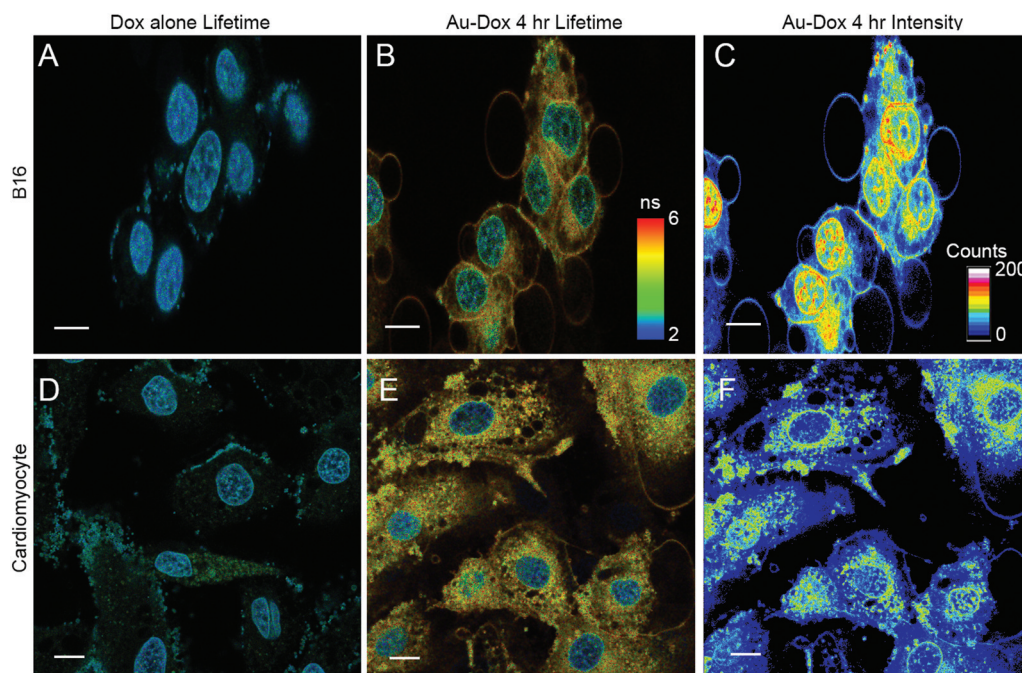 Dox alone Lifetime
Au-Dox 4 hr Lifetime
Au-Dox 4 hr Intensity
B16
A
B
C
ns
6
2
Counts
200
0
Cardiomyocyte
D
E
F